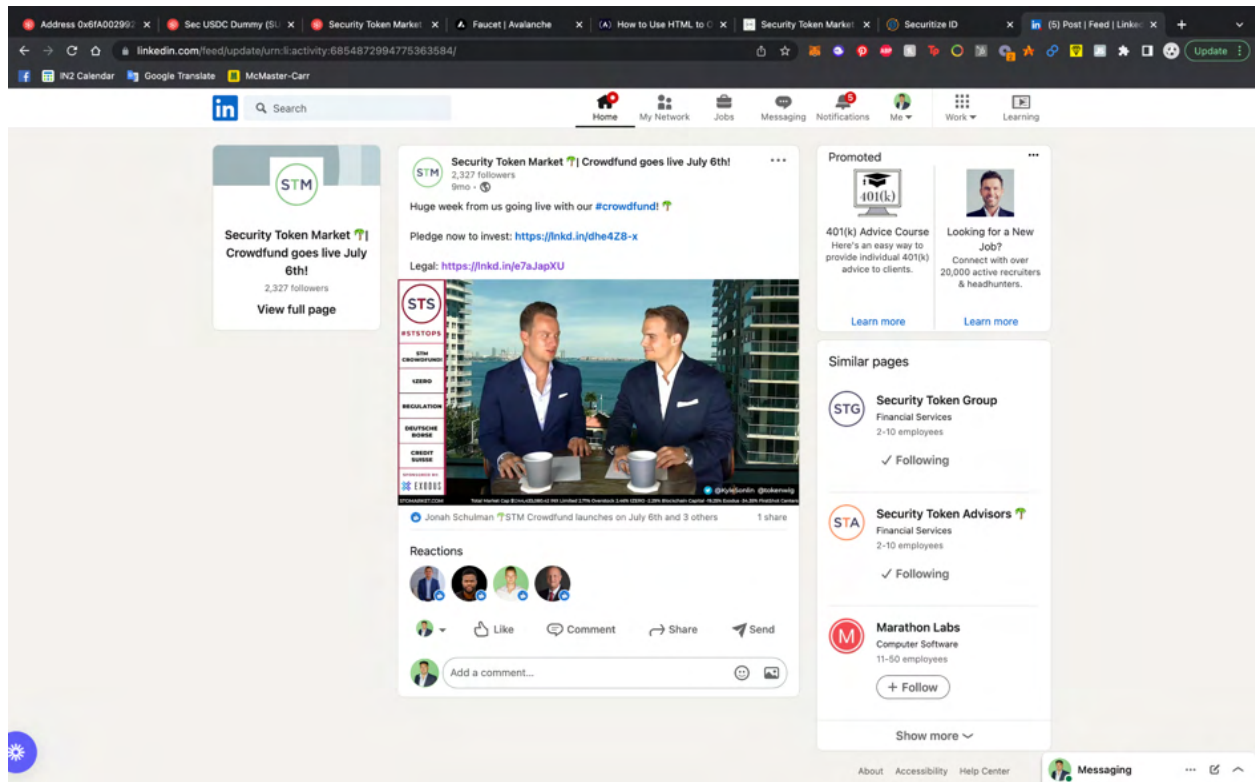 Address 0x6fA002992
Sec USDC Dummy (SU
Security Token Market
Faucet | Avalanche
How to Use HTML to O
Security Token Market
Securitize ID
(5) Post | Feed | Linked
linkedin.com/feed/update/urn:li:activity:6854872994775363584/
Update
IN2 Calendar
Google Translate
McMaster-Carr
in
Search
Home
My Network
Jobs
Messaging
5
Notifications
Me
Work
Learning
STM
Security Token Market 🌴|
Crowdfund goes live July
6th!
2,327 followers
View full page
STM
Security Token Market 🌴| Crowdfund goes live July 6th!
2,327 followers
9mo •
Huge week from us going live with our #crowdfund! 🌴
Pledge now to invest: https://lnkd.in/dhe4Z8-x
Legal: https://lnkd.in/e7aJapXU
STS
#STSTOPS
STM
CROWDFUND!
tZERO
REGULATION
DEUTSCHE
BORSE
CREDIT
SUISSE
SPONSORED BY
EXODUS
STOMARKET.COM
@KyleSonlin @tokenwig
Jonah Schulman 🌴STM Crowdfund launches on July 6th and 3 others
1 share
Reactions
Like
Comment
Share
Send
Add a comment...
Promoted
401(k)
401(k) Advice Course
Here's an easy way to
provide individual 401(k)
advice to clients.
Learn more
Looking for a New
Job?
Connect with over
20,000 active recruiters
& headhunters.
Learn more
Similar pages
STG
Security Token Group
Financial Services
2-10 employees
✓ Following
STA
Security Token Advisors 🌴
Financial Services
2-10 employees
✓ Following
M
Marathon Labs
Computer Software
11-50 employees
+ Follow
Show more
About
Accessibility
Help Center
Messaging